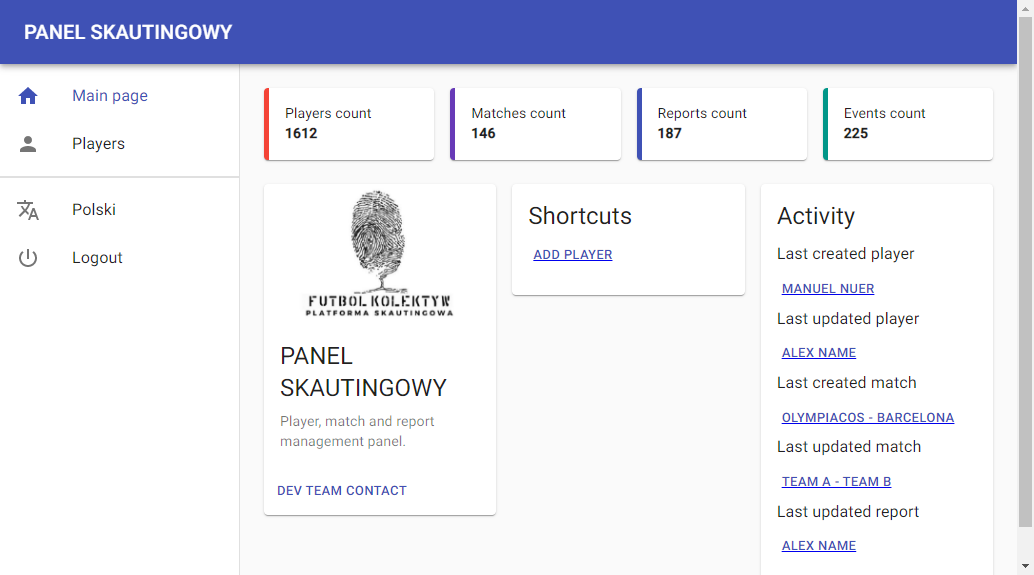 PANEL SKAUTINGOWY
Main page
Players
Polski
Logout
Players count
1612
Matches count
146
Reports count
187
Events count
225
FUTBOL KOLEKTYW
PLATFORMA SKAUTINGOWA
PANEL
SKAUTINGOWY
Player, match and report
management panel.
DEV TEAM CONTACT
Shortcuts
ADD PLAYER
Activity
Last created player
MANUEL NUER
Last updated player
ALEX NAME
Last created match
OLYMPIACOS - BARCELONA
Last updated match
TEAM A - TEAM B
Last updated report
ALEX NAME